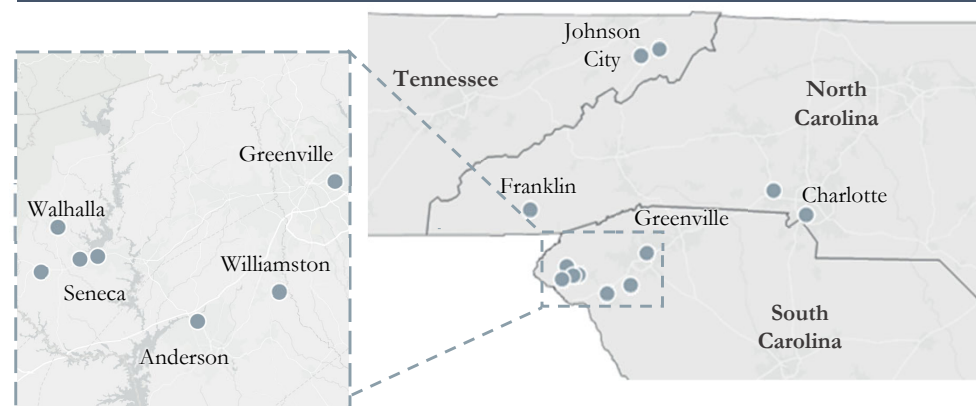 Johnson
City
Tennessee
North
Carolina
Greenville
Walhalla
Franklin
Charlotte
Greenville
Williamston
Seneca
South
Carolina
Anderson